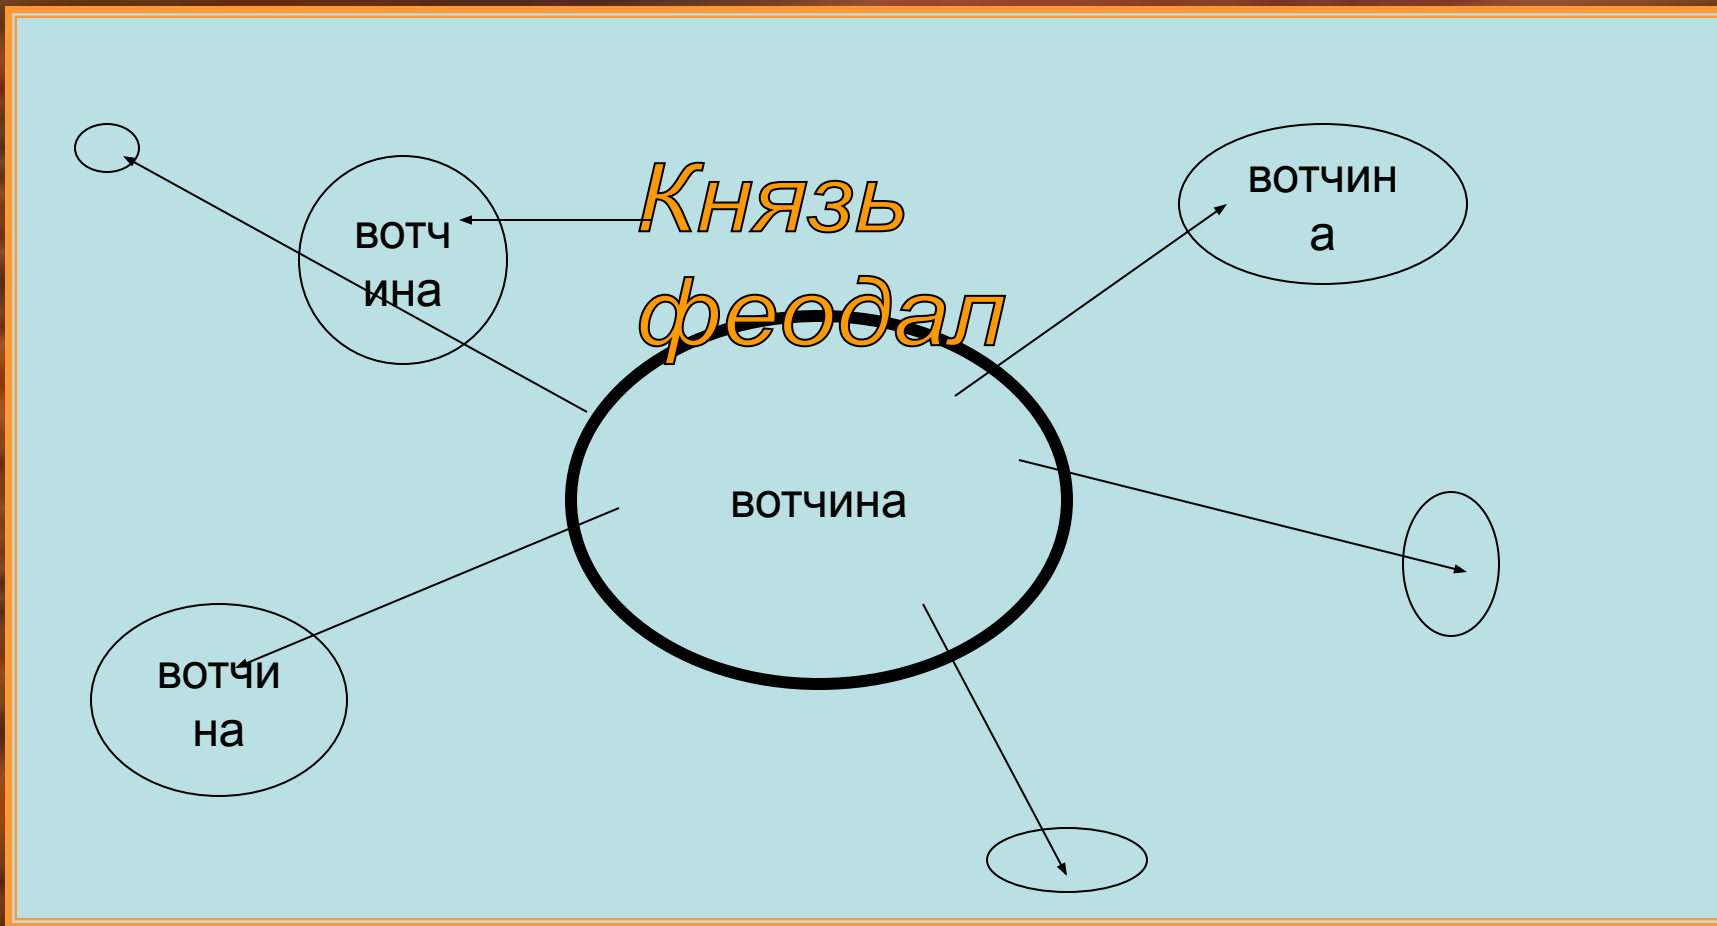 Князь
феодал
вотч
ина
вотчин
а
вотчина
вотчи
на